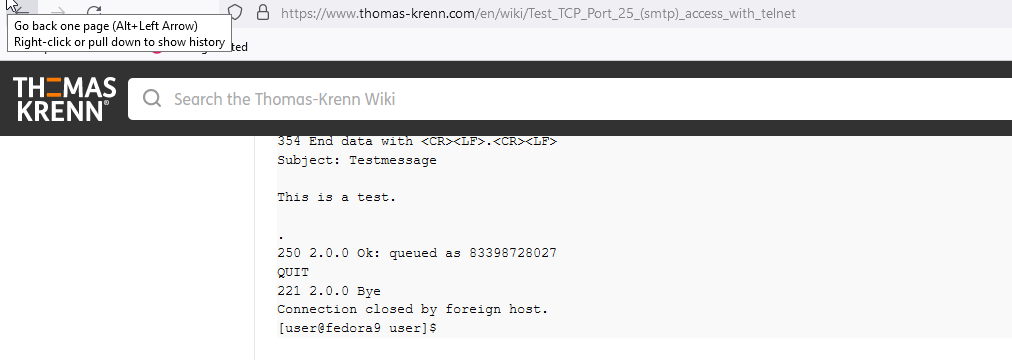 https://www.thomas-krenn.com/en/wiki/Test_TCP_Port_25_(smtp)_access_with_telnet
Go back one page (Alt+Left Arrow)
Right-click or pull down to show history
ted
THOMAS
KRENN®
Search the Thomas-Krenn Wiki
354 End data with <CR><LF>.<CR><LF>
Subject: Testmessage
This is a test.
.
250 2.0.0 Ok: queued as 83398728027
QUIT
221 2.0.0 Bye
Connection closed by foreign host.
[user@fedora9 user]$